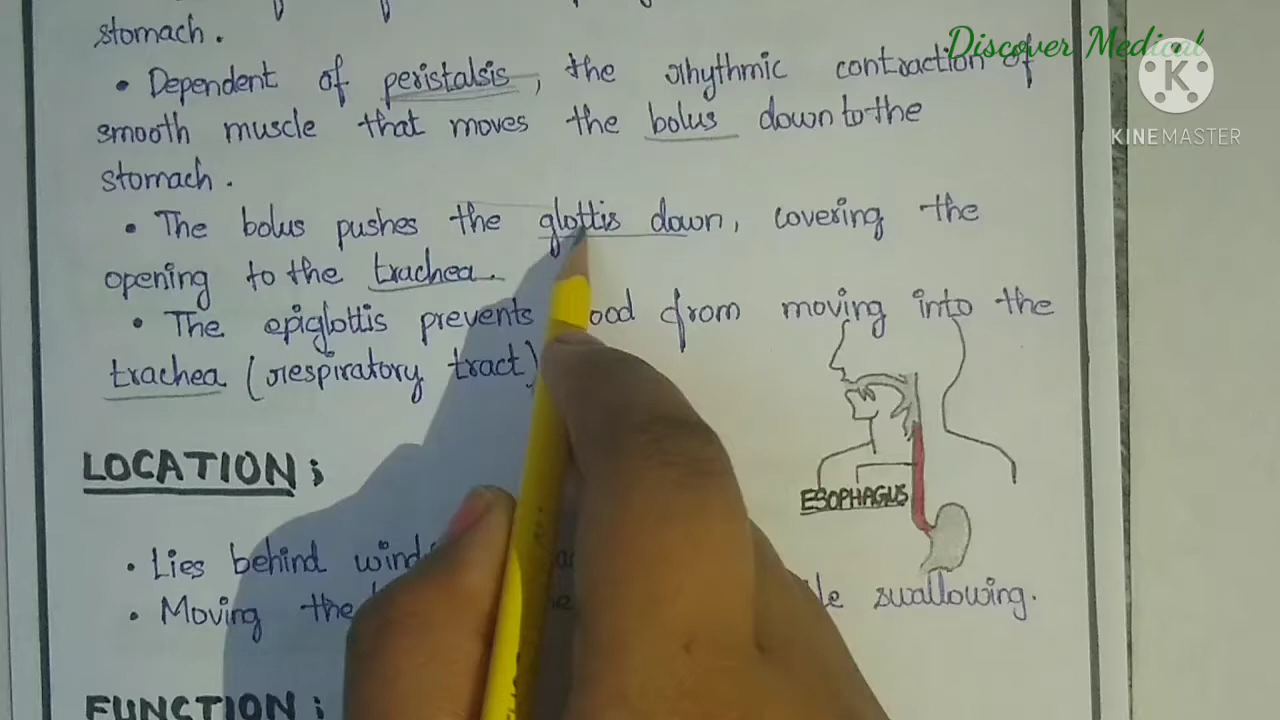 stomach.
Discover Medical
• Dependent of peristalsis, the rhythmic contraction of
smooth muscle that moves the bolus down to the
stomach.
K
KINEMASTER
• The bolus pushes the glottis down, covering the
opening to the trachea.
• The epiglottis prevents ood from moving into the
trachea (respiratory tract)
LOCATION:
ESOPHAGUS
• Lies behind wind
• Moving the swallowing.
FUNCTION: